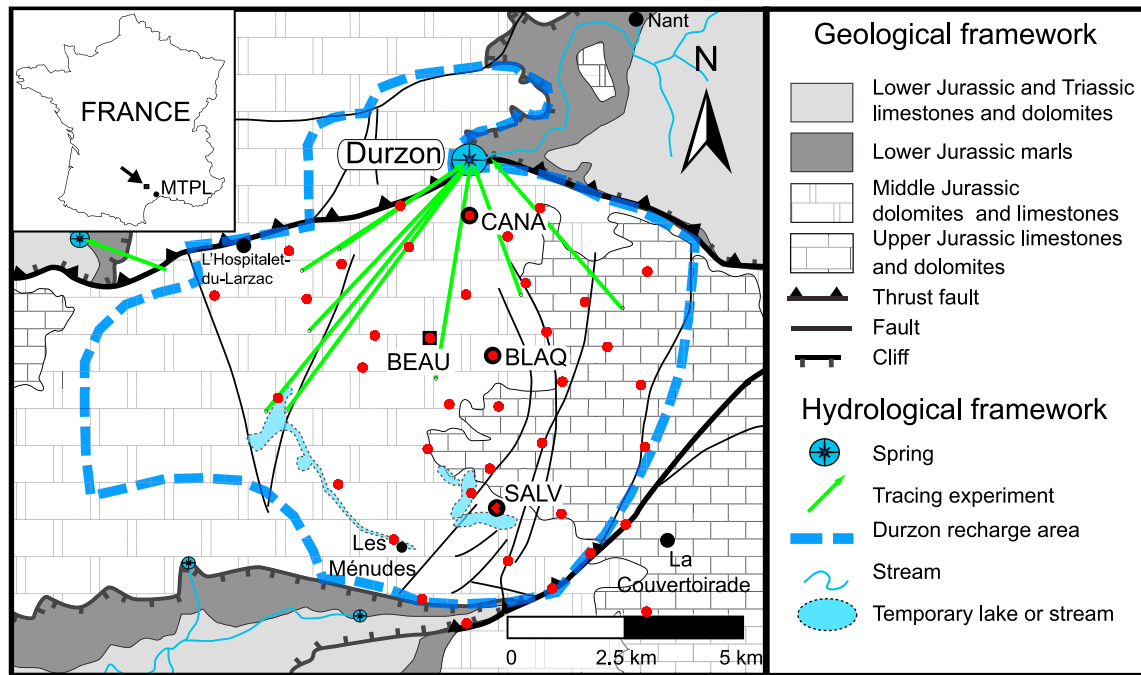 FRANCE
MTPL
Nant
N
Durzon
CANA
L'Hospitalet-
du-Larzac
BEAU
BLAQ
SALV
Les
Ménudes
La
Couvertoirade
0
2.5 km
5 km
Geological framework
Lower Jurassic and Triassic
limestones and dolomites
Lower Jurassic marls
Middle Jurassic
dolomites and limestones
Upper Jurassic limestones
and dolomites
Thrust fault
Fault
Cliff
Hydrological framework
Spring
Tracing experiment
Durzon recharge area
Stream
Temporary lake or stream